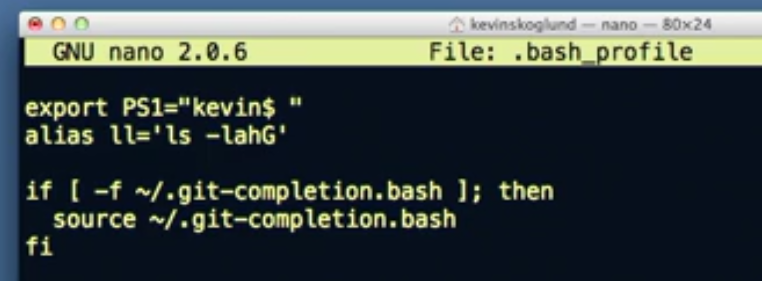 kevinskoglund — nano — 80×24
GNU nano 2.0.6 File: .bash_profile
export PS1="kevin$ "
alias ll='ls -lahG'
if [ -f ~/.git-completion.bash ]; then
  source ~/.git-completion.bash
fi